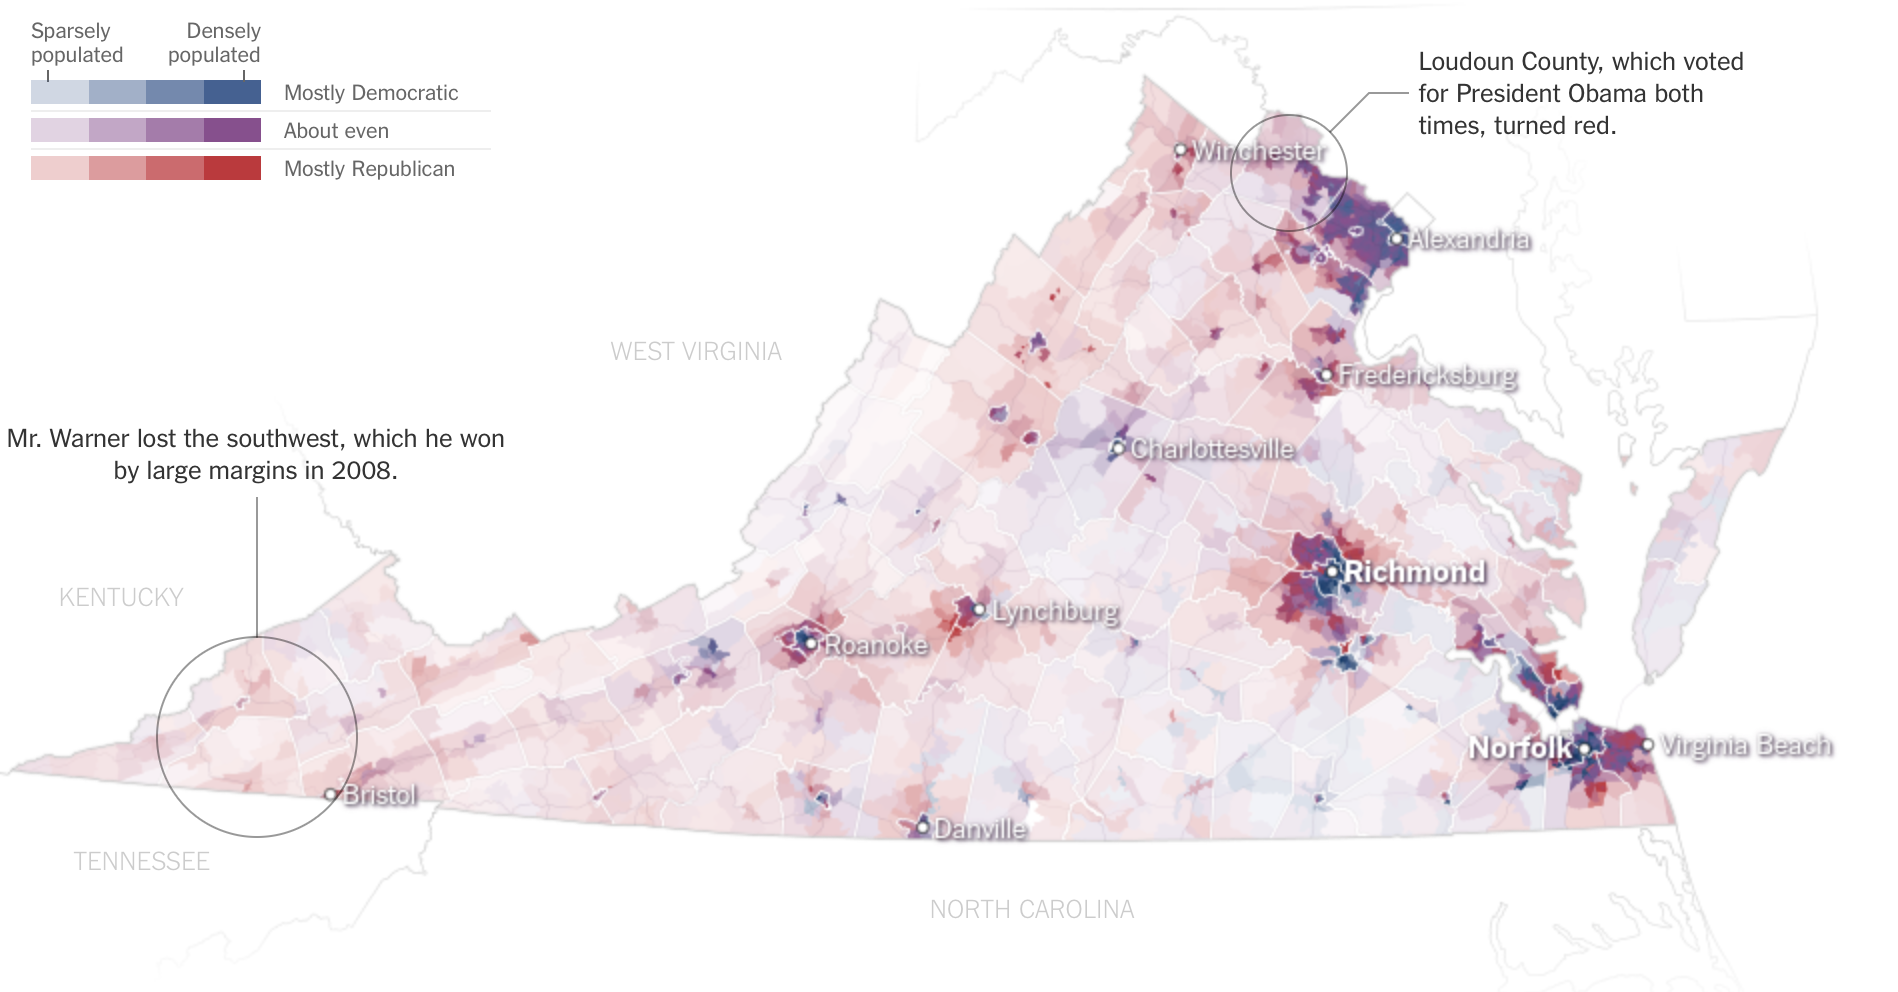 Sparsely
populated
Densely
populated
Mostly Democratic
About even
Mostly Republican
Loudoun County, which voted
for President Obama both
times, turned red.
Winchester
Alexandria
WEST VIRGINIA
Fredericksburg
Mr. Warner lost the southwest, which he won
by large margins in 2008.
Charlottesville
Richmond
KENTUCKY
Lynchburg
Roanoke
Norfolk
Virginia Beach
Bristol
Danville
TENNESSEE
NORTH CAROLINA